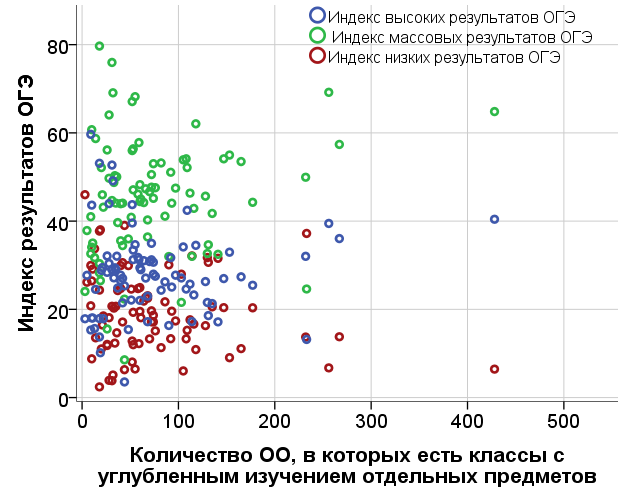 Индекс высоких результатов ОГЭ
Индекс массовых результатов ОГЭ
Индекс низких результатов ОГЭ
Индекс результатов ОГЭ
80
60
40
20
0
0 100 200 300 400 500
Количество ОО, в которых есть классы с
углубленным изучением отдельных предметов